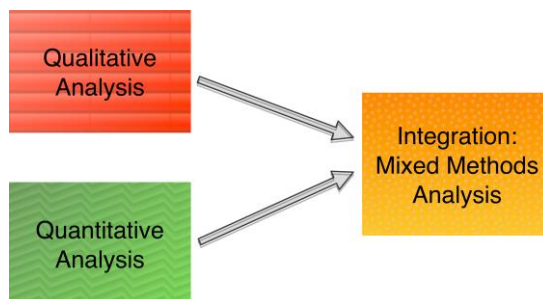 Qualitative
Analysis
Quantitative
Analysis
Integration:
Mixed Methods
Analysis